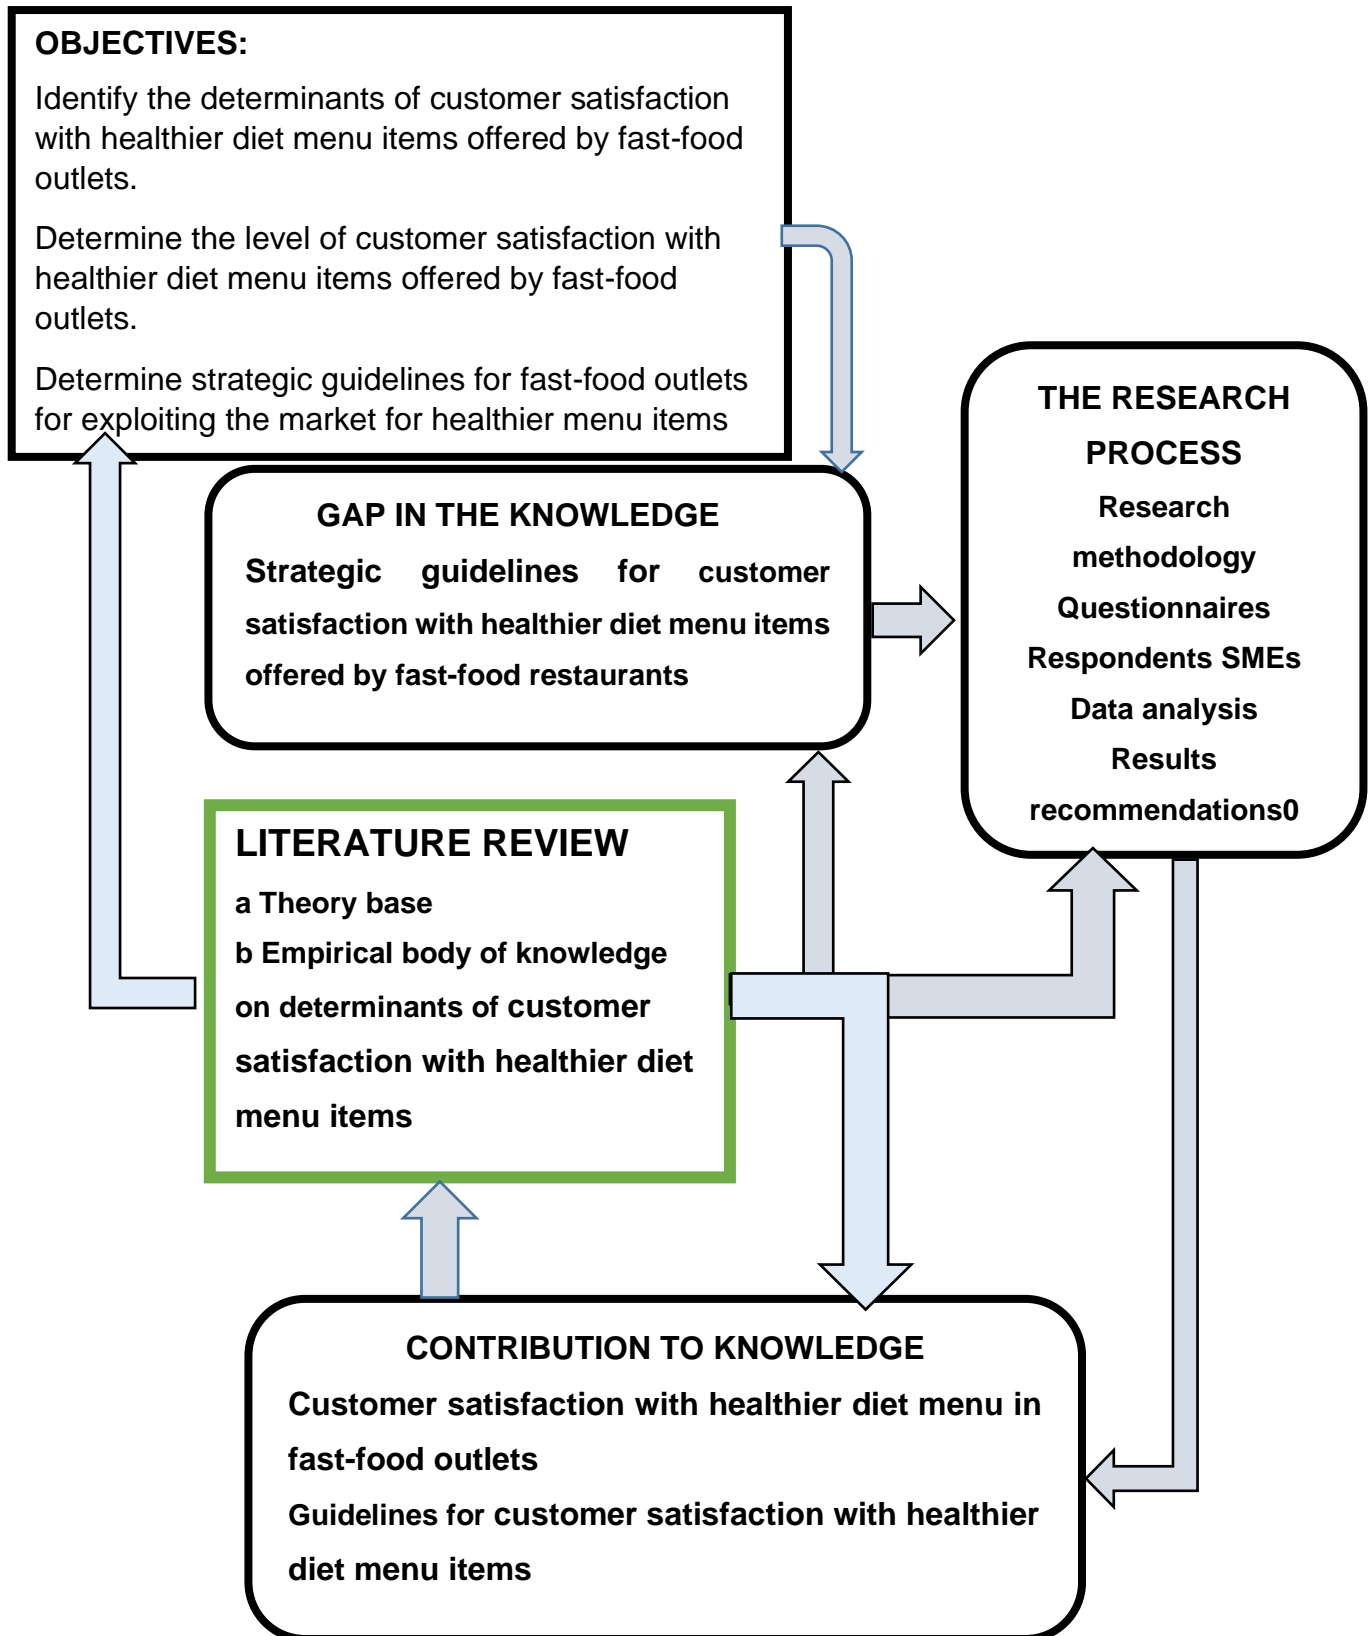 OBJECTIVES:
Identify the determinants of customer satisfaction
with healthier diet menu items offered by fast-food
outlets.
Determine the level of customer satisfaction with
healthier diet menu items offered by fast-food
outlets.
Determine strategic guidelines for fast-food outlets
for exploiting the market for healthier menu items
GAP IN THE KNOWLEDGE
Strategic guidelines for customer
satisfaction with healthier diet menu items
offered by fast-food restaurants
THE RESEARCH
PROCESS
Research
methodology
Questionnaires
Respondents SMEs
Data analysis
Results
recommendations0
LITERATURE REVIEW
a Theory base
b Empirical body of knowledge
on determinants of customer
satisfaction with healthier diet
menu items
CONTRIBUTION TO KNOWLEDGE
Customer satisfaction with healthier diet menu in
fast-food outlets
Guidelines for customer satisfaction with healthier
diet menu items